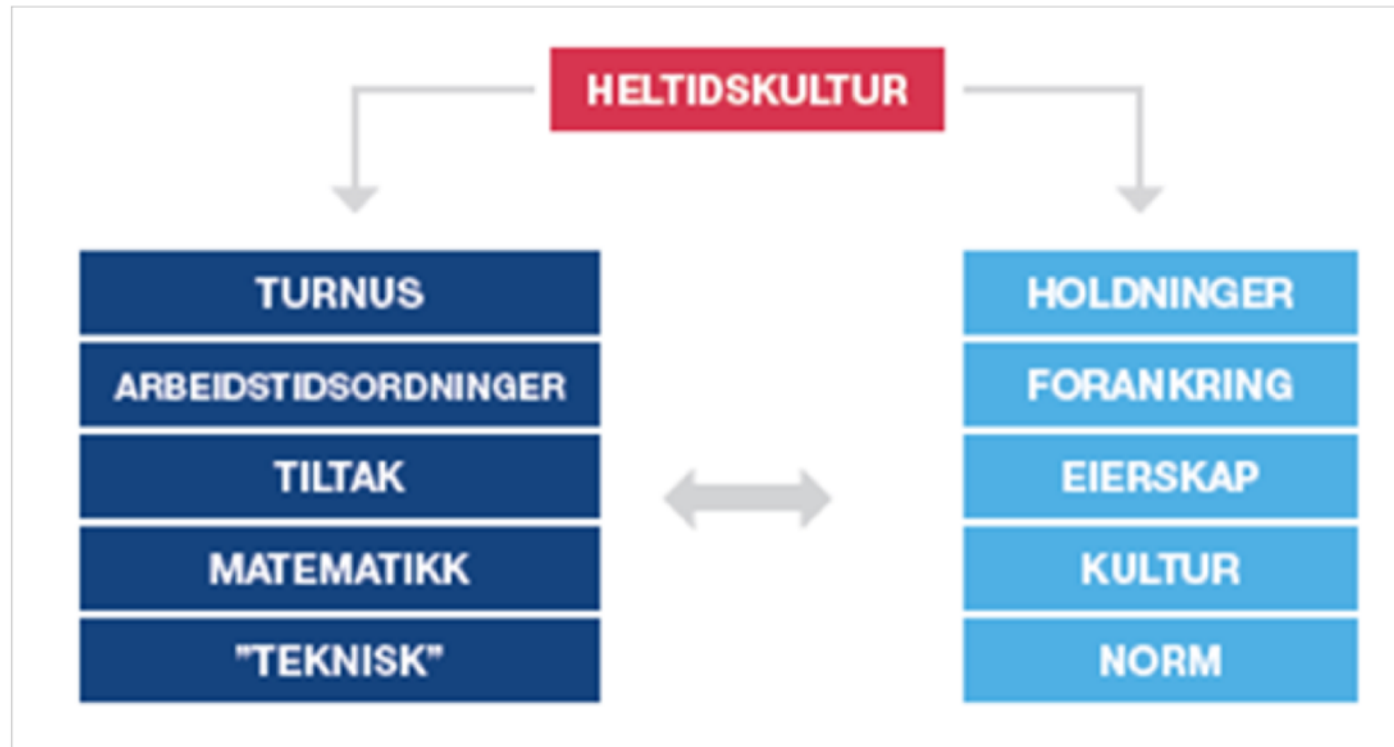 HELTIDSKULTUR
TURNUS
ARBEIDSTIDSORDNINGER
TILTAK
MATEMATIKK
”TEKNISK”
HOLDNINGER
FORANKRING
EIERSKAP
KULTUR
NORM